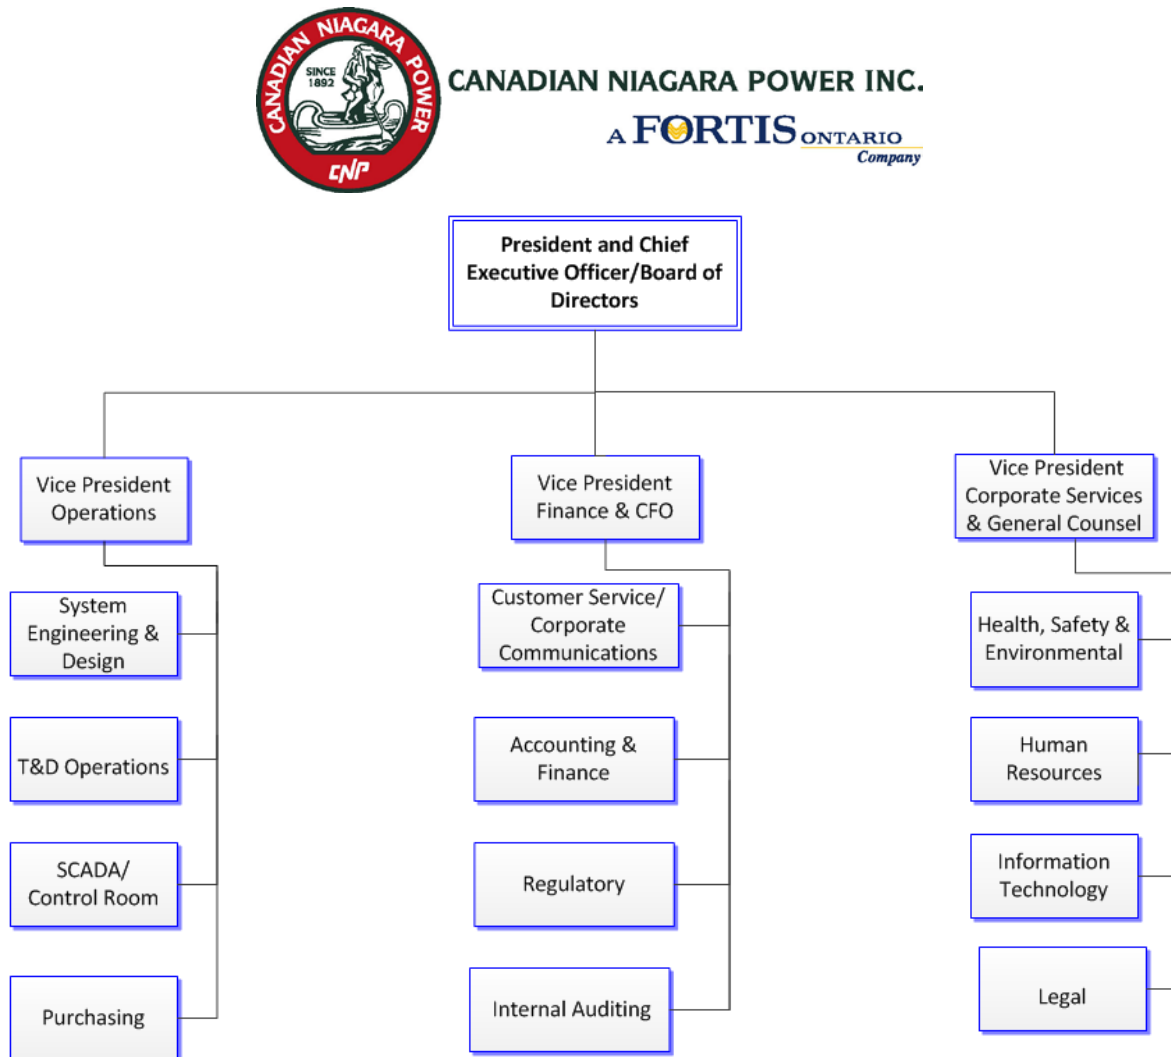 CANADIAN NIAGARA POWER
SINCE
1892
CNP
CANADIAN NIAGARA POWER INC.
A FORTIS ONTARIO
Company
President and Chief
Executive Officer/Board of
Directors
Vice President
Operations
Vice President
Finance & CFO
Vice President
Corporate Services
& General Counsel
System
Engineering &
Design
T&D Operations
SCADA/
Control Room
Purchasing
Customer Service/
Corporate
Communications
Accounting &
Finance
Regulatory
Internal Auditing
Health, Safety &
Environmental
Human
Resources
Information
Technology
Legal